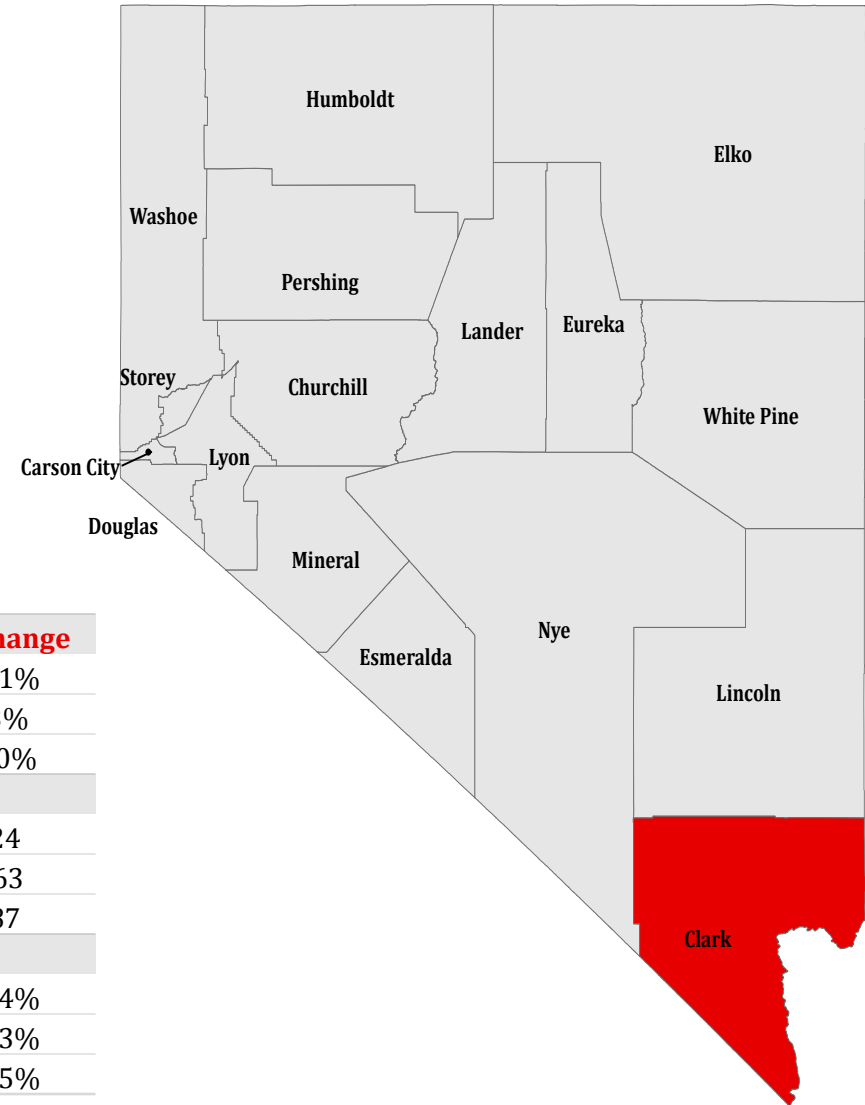 Humboldt
Elko
Washoe
Pershing
Eureka
Lander
Storey
Churchill
White Pine
Lyon
Carson City
Douglas
Mineral
Nye
Esmeralda
Lincoln
Clark
hange
1%
%
0%
24
63
37
4%
3%
5%